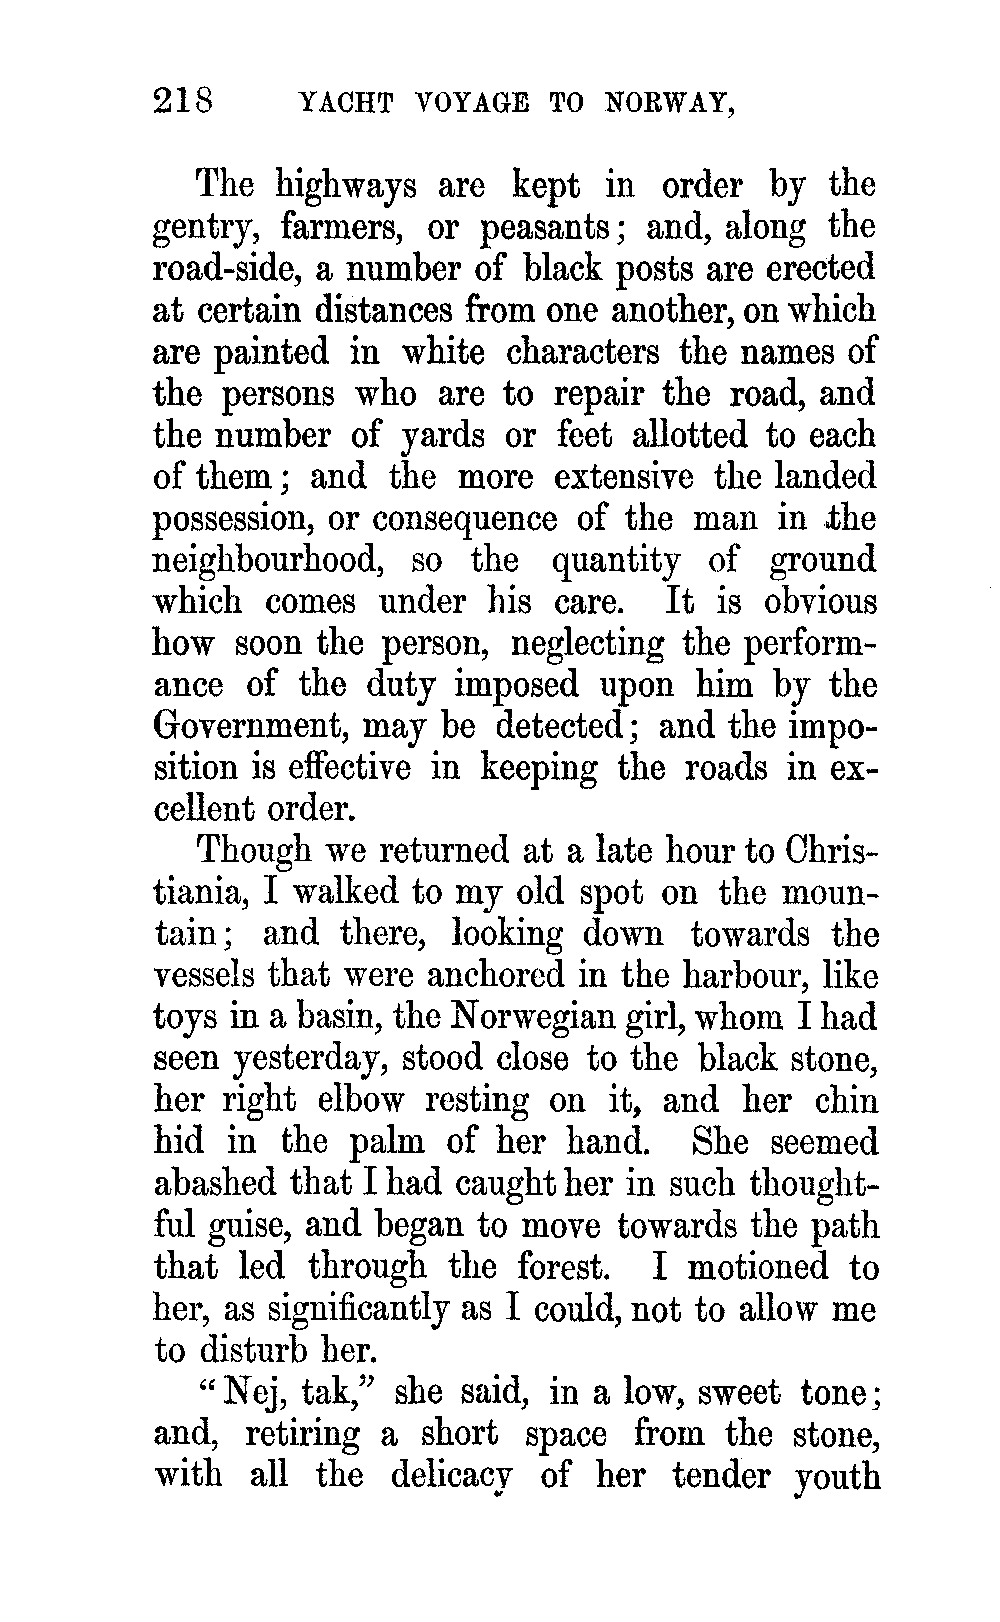 218 YACHT VOYAGE TO NORWAY,
The highways are kept in order by the
gentry, farmers, or peasants; and, along the
road-side, a number of black posts are erected
at certain distances from one another, on which
are painted in white characters the names of
the persons who are to repair the road, and
the number of yards or feet allotted to each
of them; and the more extensive the landed
possession, or consequence of the man in the
neighbourhood, so the quantity of ground
which comes under his care. It is obvious
how soon the person, neglecting the perform-
ance of the duty imposed upon him by the
Government, may be detected; and the impo-
sition is effective in keeping the roads in ex-
cellent order.
Though we returned at a late hour to Chris-
tiania, I walked to my old spot on the moun-
tain; and there, looking down towards the
vessels that were anchored in the harbour, like
toys in a basin, the Norwegian girl, whom I had
seen yesterday, stood close to the black stone,
her right elbow resting on it, and her chin
hid in the palm of her hand. She seemed
abashed that I had caught her in such thought-
ful guise, and began to move towards the path
that led through the forest. I motioned to
her, as significantly as I could, not to allow me
to disturb her.
“Nej, tak,” she said, in a low, sweet tone;
and, retiring a short space from the stone,
with all the delicacy of her tender youth